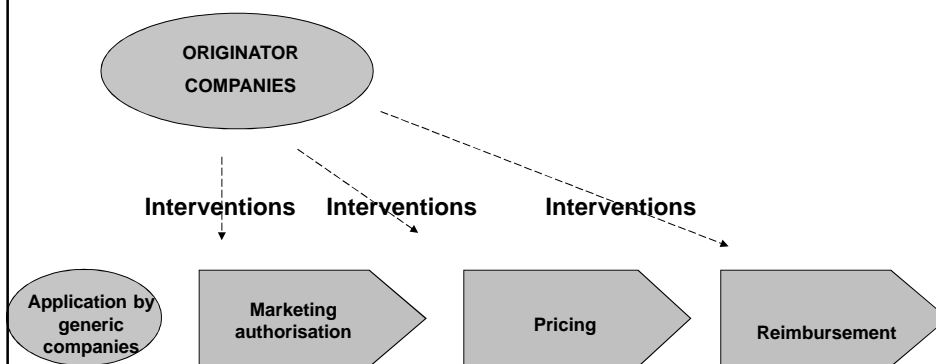 ORIGINATOR
COMPANIES
Interventions Interventions Interventions
Application by
generic
companies
Marketing
authorisation
Pricing
Reimbursement